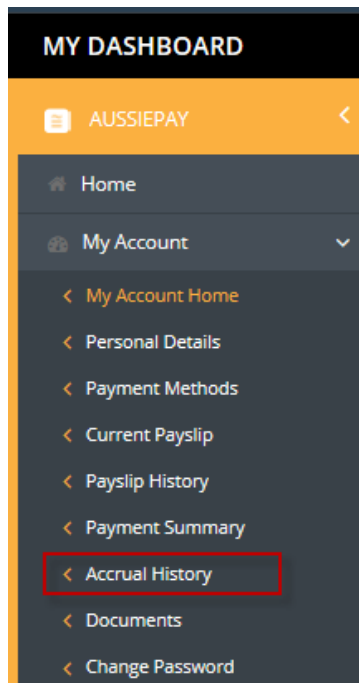 MY DASHBOARD
AUSSIEPAY
Home
My Account
My Account Home
Personal Details
Payment Methods
Current Payslip
Payslip History
Payment Summary
Accrual History
Documents
Change Password